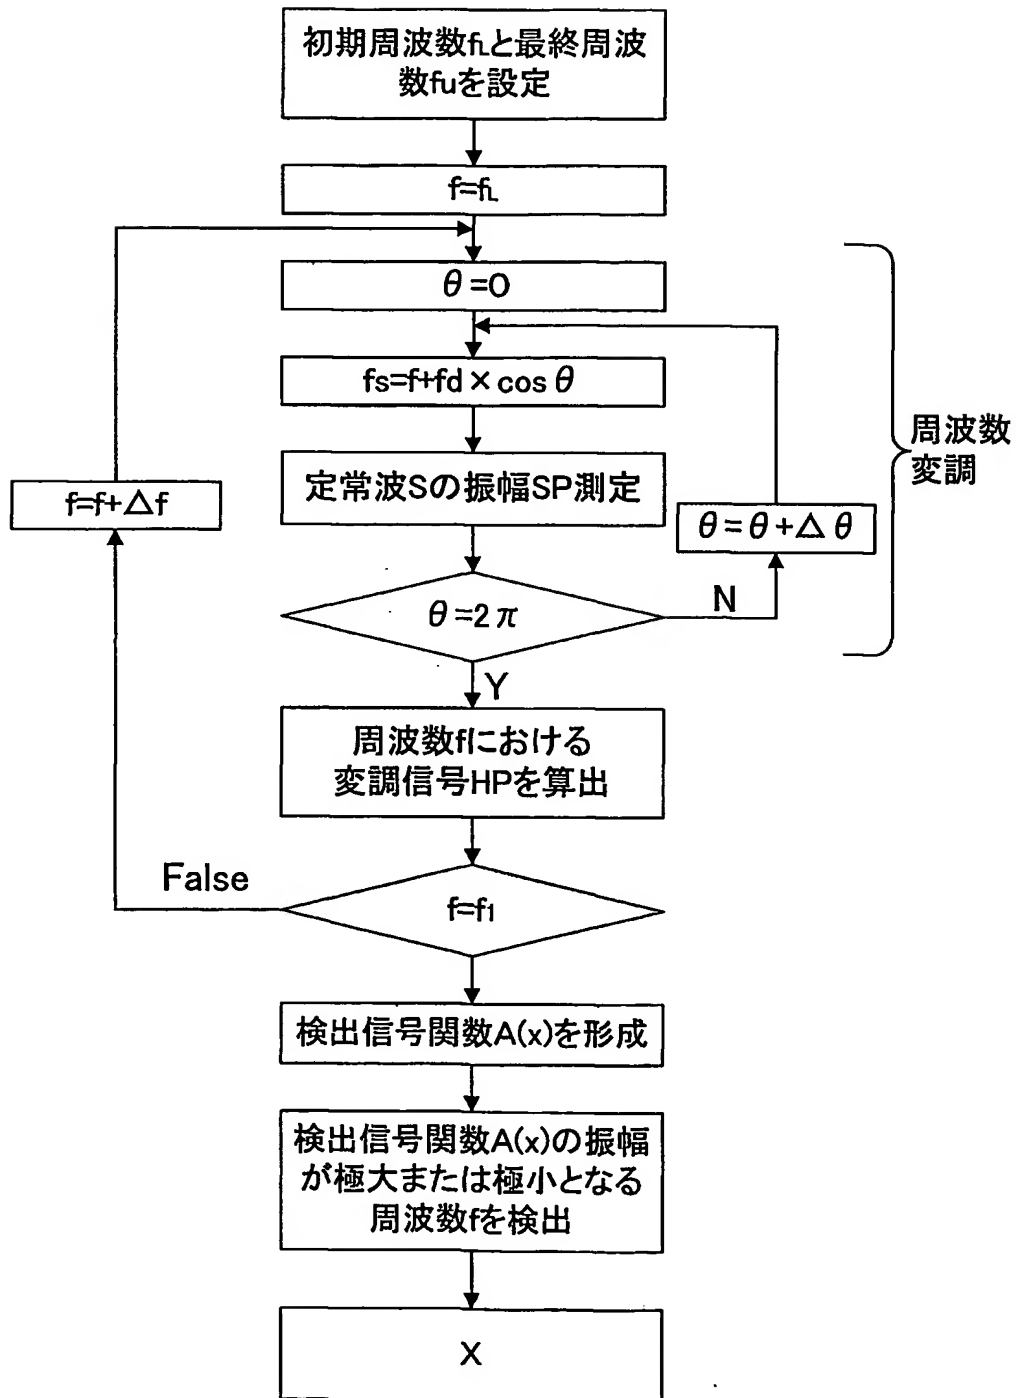 初期周波数fLと最終周波
数fuを設定
f=fL
θ=0
fs=f+fd×cosθ
周波数
変調
定常波Sの振幅SP測定
f=f+△f
θ=θ+△θ
θ=2π
N
Y
周波数fにおける
変調信号HPを算出
False
f=f1
検出信号関数A(x)を形成
検出信号関数A(x)の振幅
が極大または極小となる
周波数fを検出
X